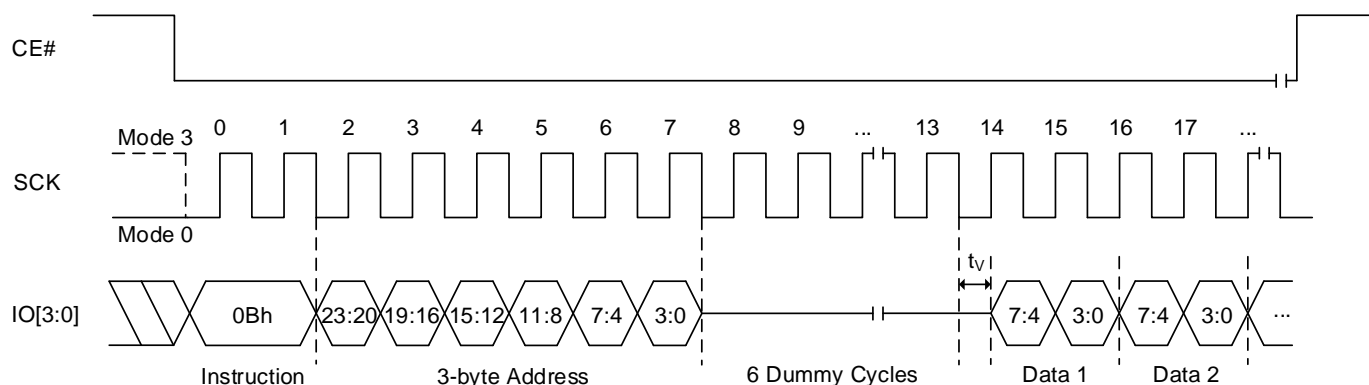 CE#
Mode 3
0 1 2 3 4 5 6 7 8 9 ... 13 14 15 16 17 ...
SCK
Mode 0
tV
IO[3:0]
0Bh 23:20 19:16 15:12 11:8 7:4 3:0 7:4 3:0 7:4 3:0 ...
Instruction 3-byte Address 6 Dummy Cycles Data 1 Data 2